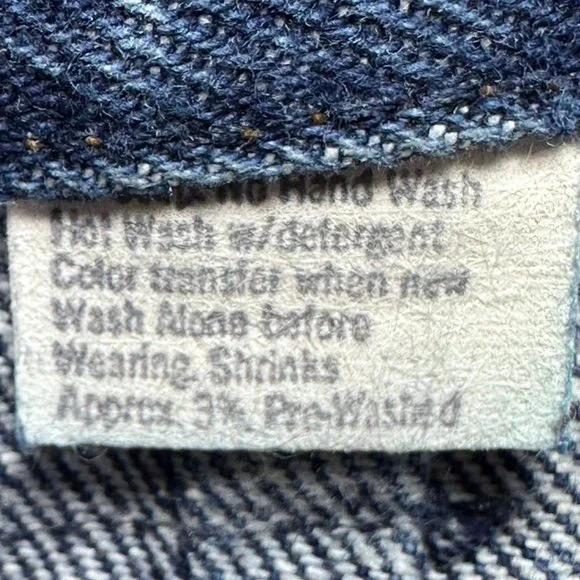 Hand Wash
Hot Wash w/detergent
Color transfer when new
Wash Alone before
Wearing. Shrinks
Approx. 3%. Pre-Washed